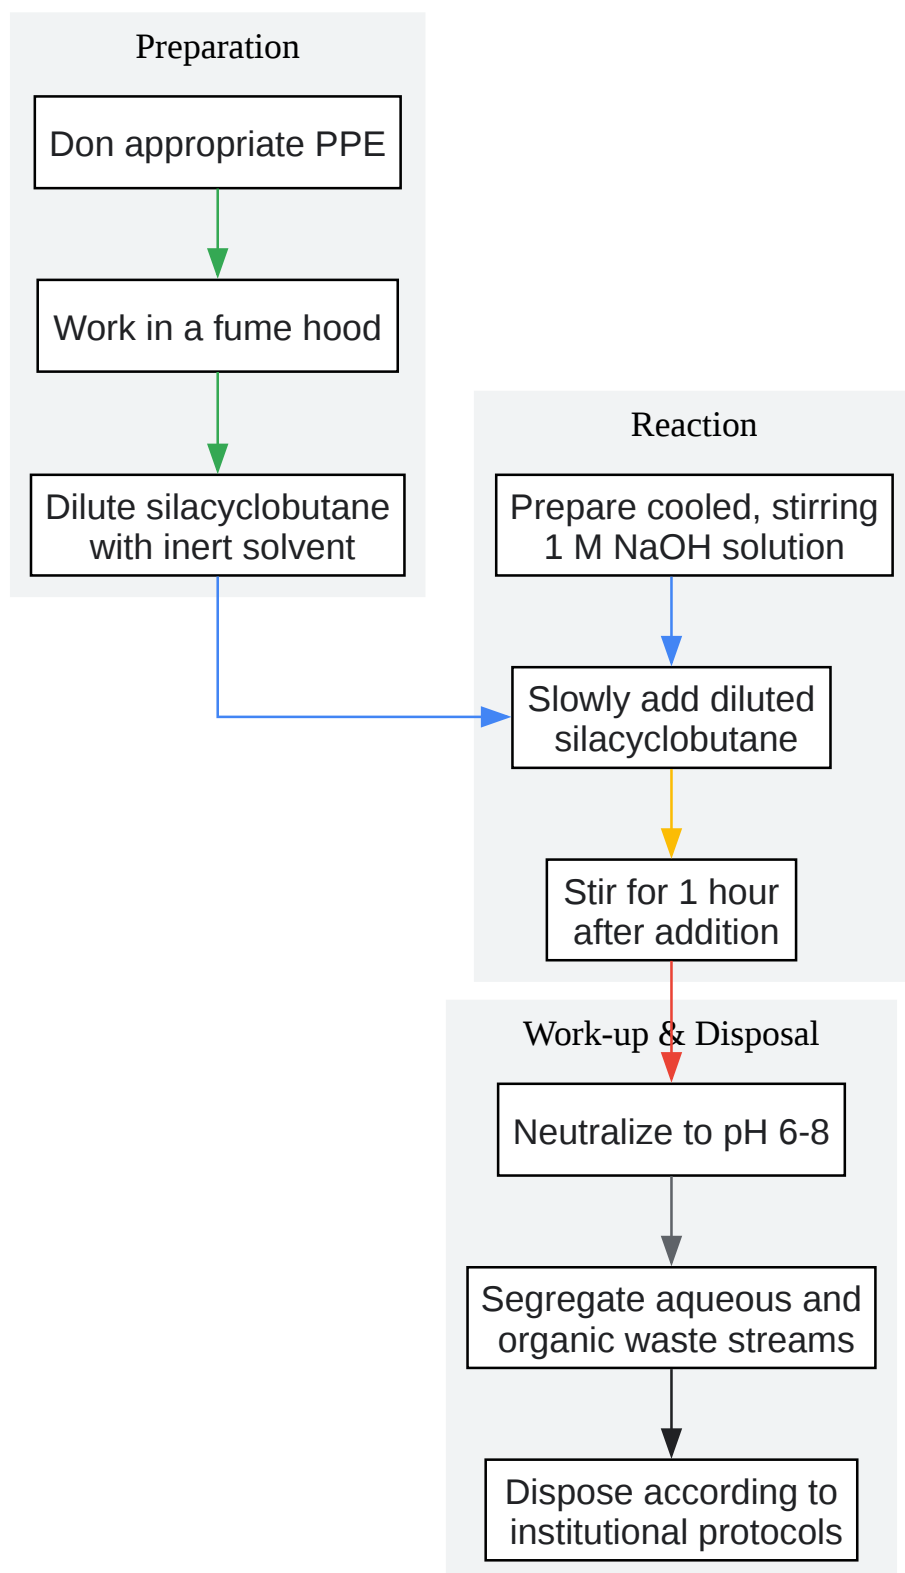 Preparation
Don appropriate PPE
Work in a fume hood
Dilute silacyclobutane
with inert solvent
Reaction
Prepare cooled, stirring
1 M NaOH solution
Slowly add diluted
silacyclobutane
Stir for 1 hour
after addition
Work-up & Disposal
Neutralize to pH 6-8
Segregate aqueous and
organic waste streams
Dispose according to
institutional protocols